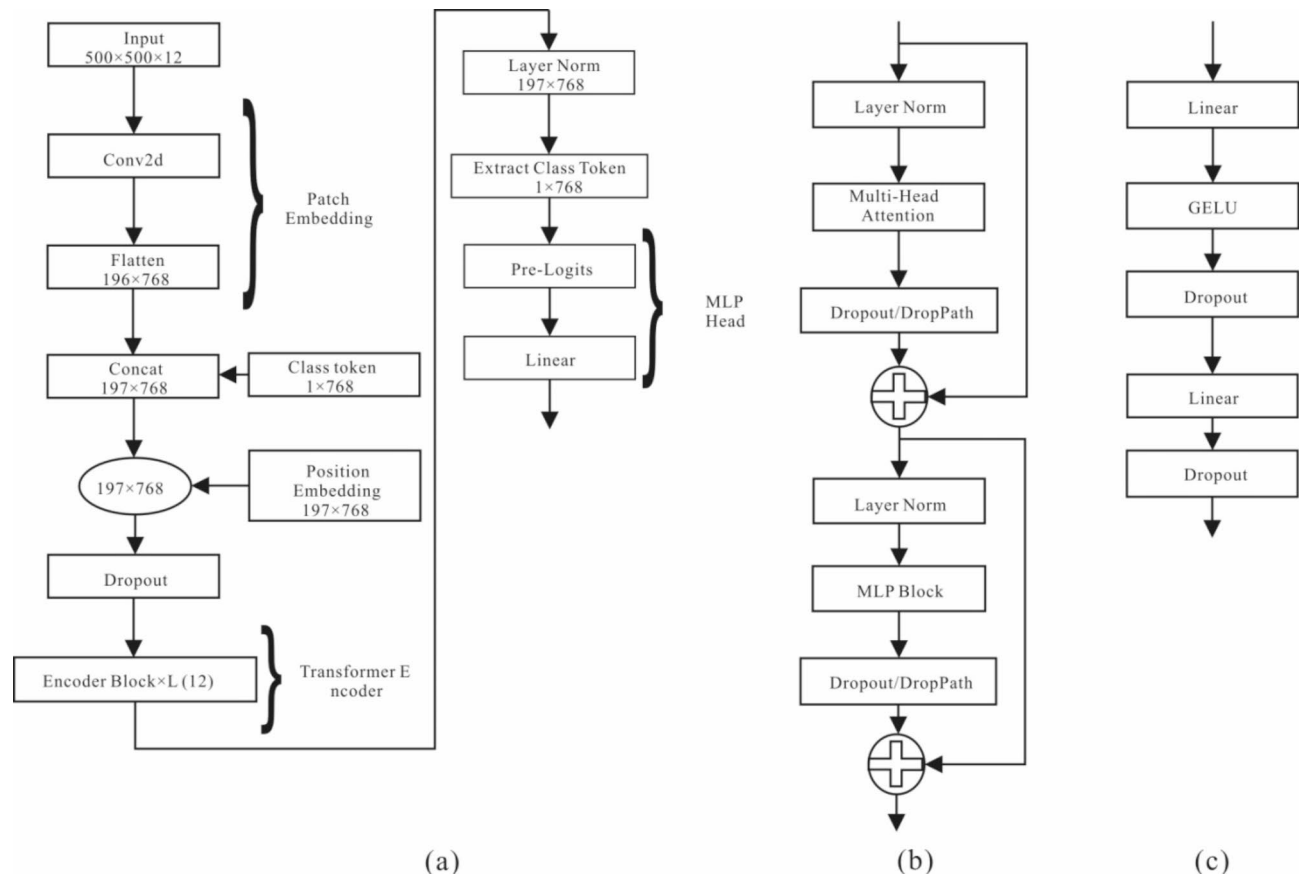 Input
500×500×12
Conv2d
Flatten
196×768
Patch
Embedding
Concat
197×768
Class token
1×768
197×768
Position
Embedding
197×768
Dropout
Encoder Block×L (12)
Transformer E
ncoder
Layer Norm
197×768
Extract Class Token
1×768
Pre-Logits
Linear
MLP
Head
(a)
Layer Norm
Multi-Head
Attention
Dropout/DropPath
Layer Norm
MLP Block
Dropout/DropPath
(b)
Linear
GELU
Dropout
Linear
Dropout
(c)